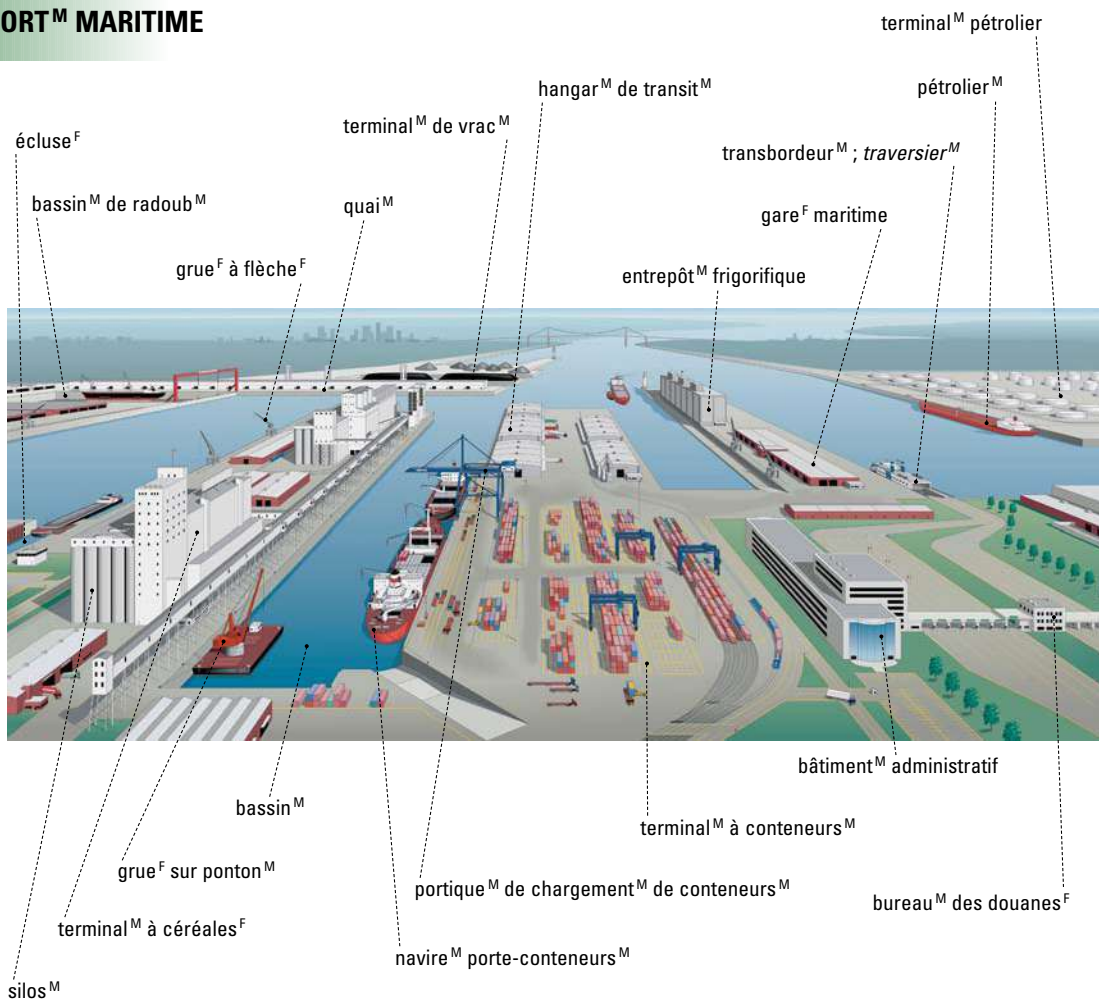 ORTᴹ MARITIME
terminalᴹ pétrolier
hangarᴹ de transitᴹ
pétrolierᴹ
terminalᴹ de vracᴹ
écluseᶠ
transbordeurᴹ ; traversierᴹ
bassinᴹ de radoubᴹ
quaiᴹ
gareᶠ maritime
grueᶠ à flècheᶠ
entrepôtᴹ frigorifique
bâtimentᴹ administratif
bassinᴹ
terminalᴹ à conteneursᴹ
grueᶠ sur pontonᴹ
portiqueᴹ de chargementᴹ de conteneursᴹ
bureauᴹ des douanesᶠ
terminalᴹ à céréalesᶠ
navireᴹ porte-conteneursᴹ
silosᴹ